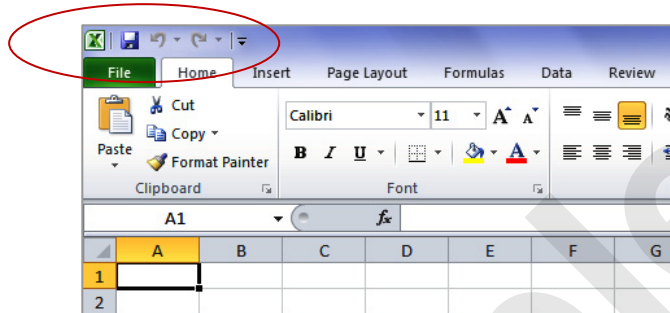 File Home Insert Page Layout Formulas Data Review
Cut
Copy
Paste
Format Painter
Calibri 11 A A
B I U A
Clipboard Font
A1 fx
A B C D E F G
1
2